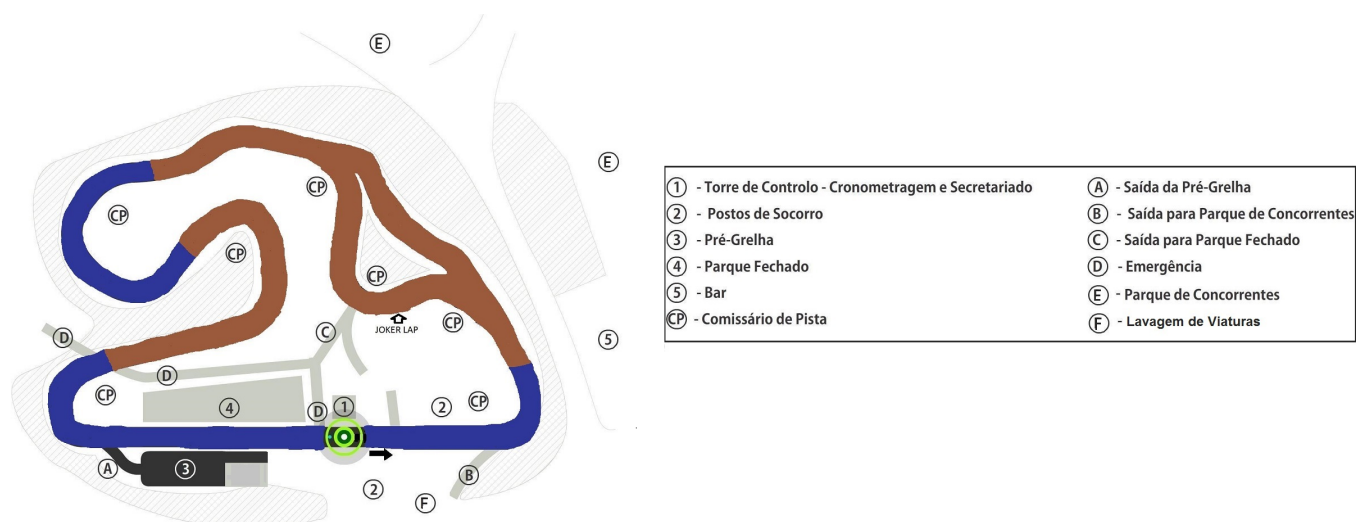 E
E
CP
CP
CP
CP
D
C
JOKER LAP
CP
5
D
CP
4
D
1
2
CP
A
3
B
2
F
1 - Torre de Controlo - Cronometragem e Secretariado
2 - Postos de Socorro
3 - Pré-Grelha
4 - Parque Fechado
5 - Bar
CP - Comissário de Pista
A - Saída da Pré-Grelha
B - Saída para Parque de Concorrentes
C - Saída para Parque Fechado
D - Emergência
E - Parque de Concorrentes
F - Lavagem de Viaturas